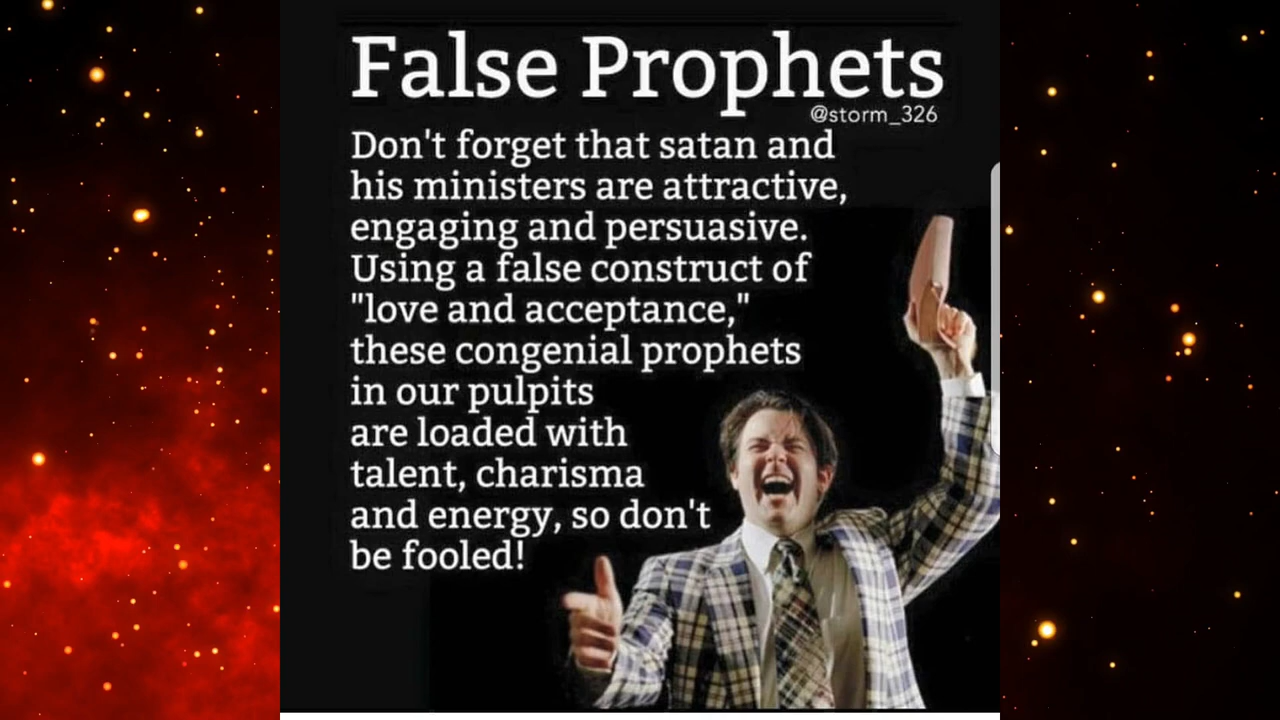 False Prophets
@storm_326
Don't forget that satan and
his ministers are attractive,
engaging and persuasive.
Using a false construct of
"love and acceptance,"
these congenial prophets
in our pulpits
are loaded with
talent, charisma
and energy, so don't
be fooled!